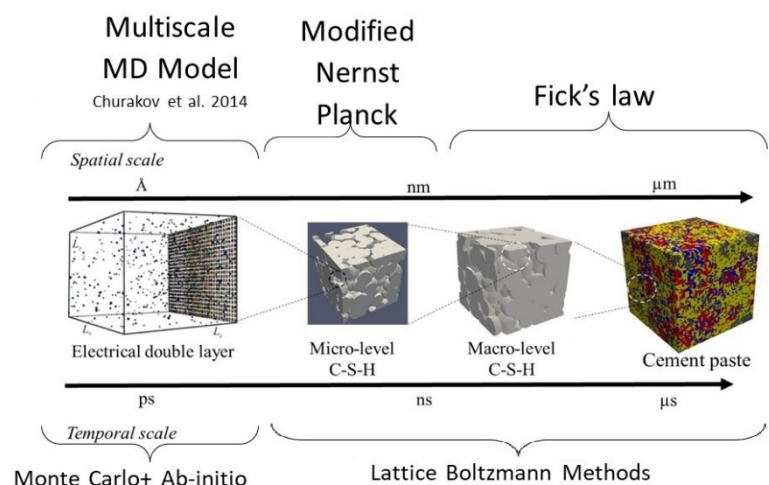 Multiscale
MD Model
Churakov et al. 2014
Modified
Nernst
Planck
Fick's law
Spatial scale
Å
nm
µm
Electrical double layer
Micro-level
C-S-H
Macro-level
C-S-H
Cement paste
ps
ns
µs
Temporal scale
Monte Carlo+ Ab-initio
Lattice Boltzmann Methods